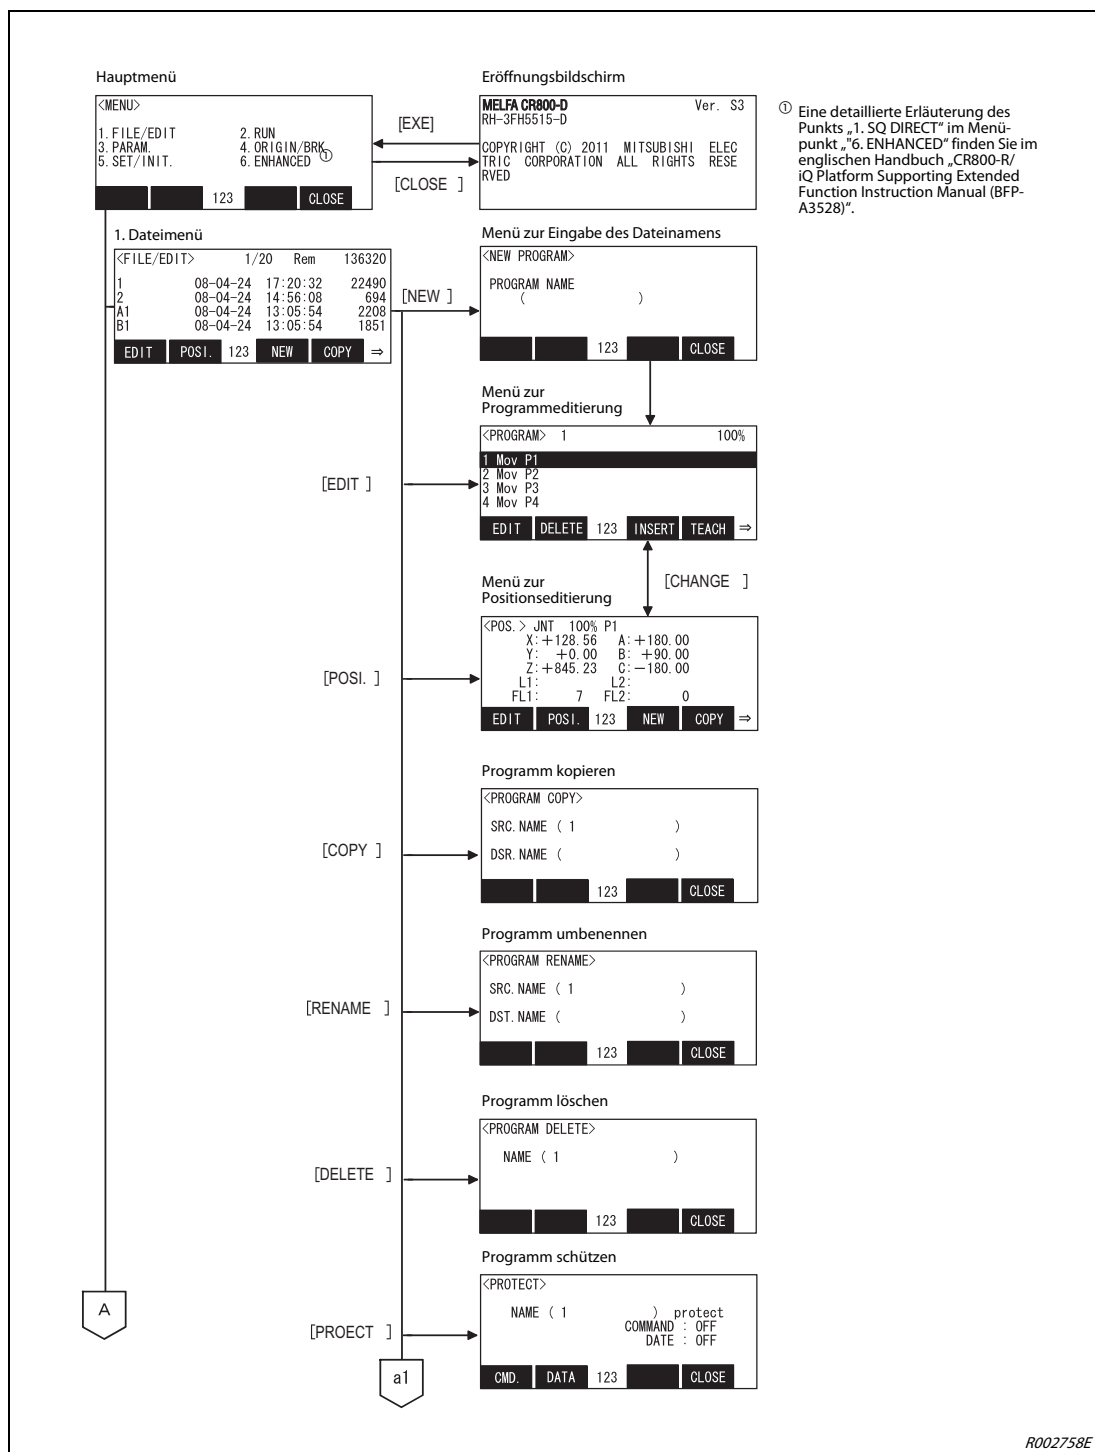 Hauptmenü
<MENU>
1. FILE/EDIT 2. RUN
3. PARAM. 4. ORIGIN/BRK
5. SET/INIT. 6. ENHANCED ①
123 CLOSE
[EXE]
[CLOSE ]
Eröffnungsbildschirm
MELFA CR800-D Ver. S3
RH-3FH5515-D
COPYRIGHT (C) 2011 MITSUBISHI ELEC
TRIC CORPORATION ALL RIGHTS RESE
RVED
① Eine detaillierte Erläuterung des
Punkts „1. SQ DIRECT" im Menü-
punkt „"6. ENHANCED" finden Sie im
englischen Handbuch „CR800-R/
iQ Platform Supporting Extended
Function Instruction Manual (BFP-
A3528)".
1. Dateimenü
<FILE/EDIT> 1/20 Rem 136320
1 08-04-24 17:20:32 22490
2 08-04-24 14:56:08 694
A1 08-04-24 13:05:54 2208
B1 08-04-24 13:05:54 1851
EDIT POSI. 123 NEW COPY ⇒
[NEW ]
Menü zur Eingabe des Dateinamens
<NEW PROGRAM>
PROGRAM NAME
( )
123 CLOSE
[EDIT ]
Menü zur
Programmeditierung
<PROGRAM> 1 100%
1 Mov P1
2 Mov P2
3 Mov P3
4 Mov P4
EDIT DELETE 123 INSERT TEACH ⇒
[CHANGE ]
[POSI. ]
Menü zur
Positionseditierung
<POS.> JNT 100% P1
X:+128.56 A:+180.00
Y: +0.00 B: +90.00
Z:+845.23 C:-180.00
L1: L2:
FL1: 7 FL2: 0
EDIT POSI. 123 NEW COPY ⇒
[COPY ]
Programm kopieren
<PROGRAM COPY>
SRC.NAME ( 1 )
DSR.NAME ( )
123 CLOSE
[RENAME ]
Programm umbenennen
<PROGRAM RENAME>
SRC.NAME ( 1 )
DST.NAME ( )
123 CLOSE
[DELETE ]
Programm löschen
<PROGRAM DELETE>
NAME ( 1 )
123 CLOSE
[PROECT ]
Programm schützen
<PROTECT>
NAME ( 1 ) protect
COMMAND : OFF
DATE : OFF
CMD. DATA 123 CLOSE
A
a1
R002758E